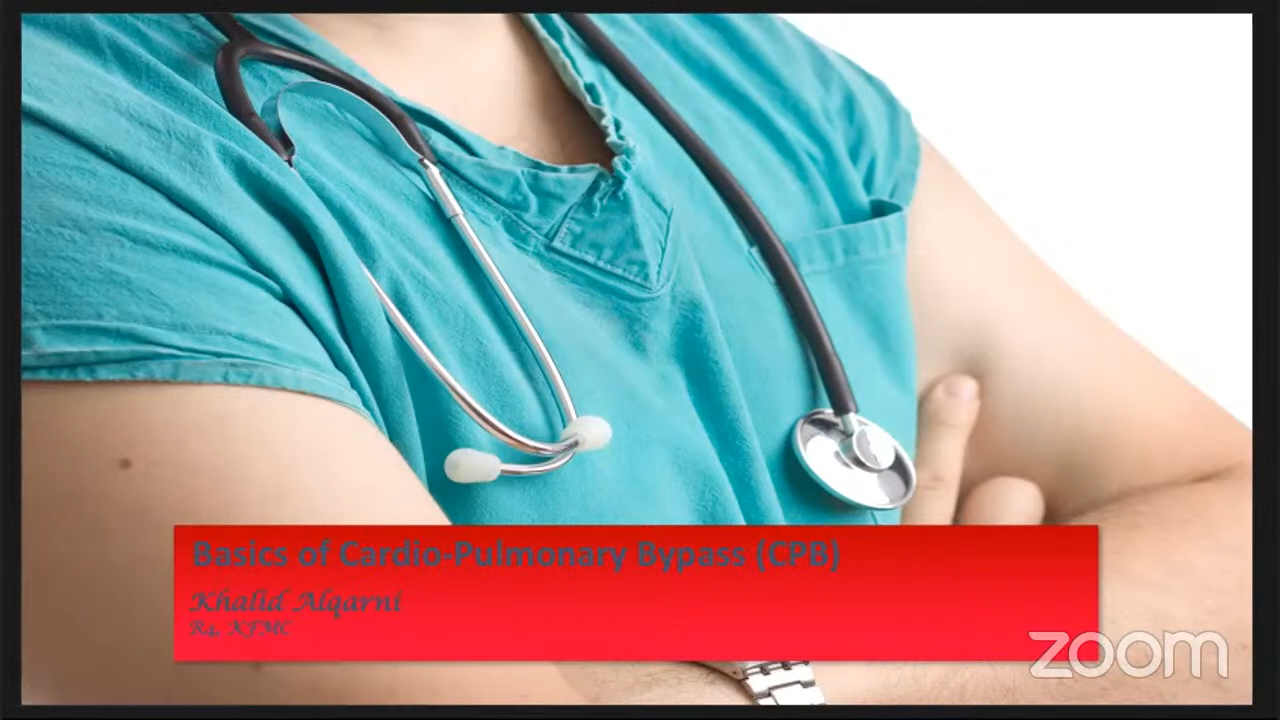 Basics of Cardio-Pulmonary Bypass (CPB)
Khalid Alqarni
R4, KFMC
zoom